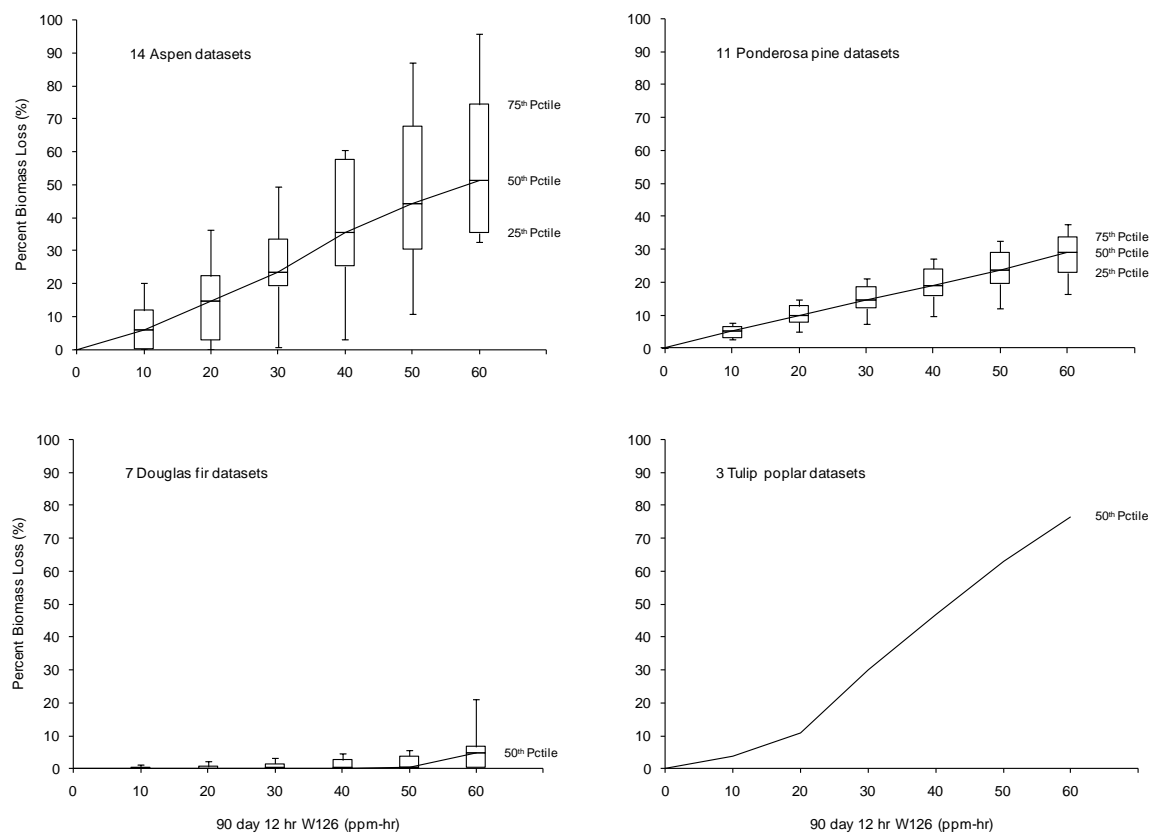 14 Aspen datasets
Percent Biomass Loss (%)
100
90
80
70
60
50
40
30
20
10
0
0 10 20 30 40 50 60
75th Pctile
50th Pctile
25th Pctile
11 Ponderosa pine datasets
100
90
80
70
60
50
40
30
20
10
0
0 10 20 30 40 50 60
75th Pctile
50th Pctile
25th Pctile
7 Douglas fir datasets
Percent Biomass Loss (%)
100
90
80
70
60
50
40
30
20
10
0
0 10 20 30 40 50 60
50th Pctile
90 day 12 hr W126 (ppm-hr)
3 Tulip poplar datasets
100
90
80
70
60
50
40
30
20
10
0
0 10 20 30 40 50 60
50th Pctile
90 day 12 hr W126 (ppm-hr)